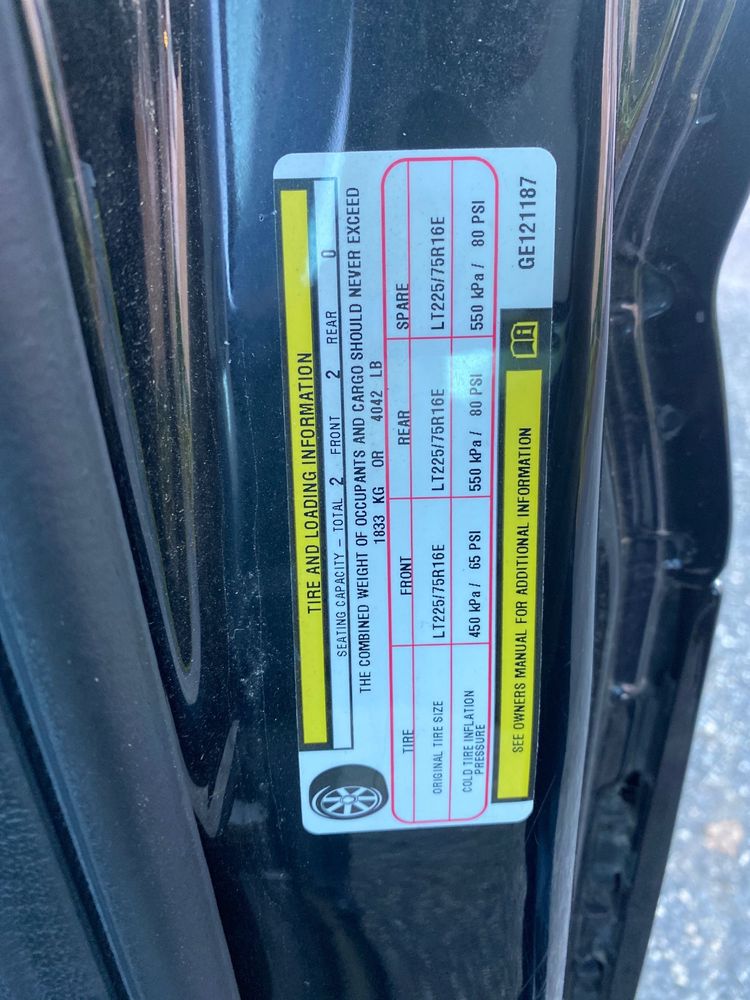 TIRE AND LOADING INFORMATION
SEATING CAPACITY – TOTAL 2 FRONT 2 REAR 0
THE COMBINED WEIGHT OF OCCUPANTS AND CARGO SHOULD NEVER EXCEED
1833 KG OR 4042 LB
TIRE FRONT REAR SPARE
ORIGINAL TIRE SIZE LT225/75R16E LT225/75R16E LT225/75R16E
COLD TIRE INFLATION PRESSURE 450 kPa / 65 PSI 550 kPa / 80 PSI 550 kPa / 80 PSI
SEE OWNERS MANUAL FOR ADDITIONAL INFORMATION
GE121187